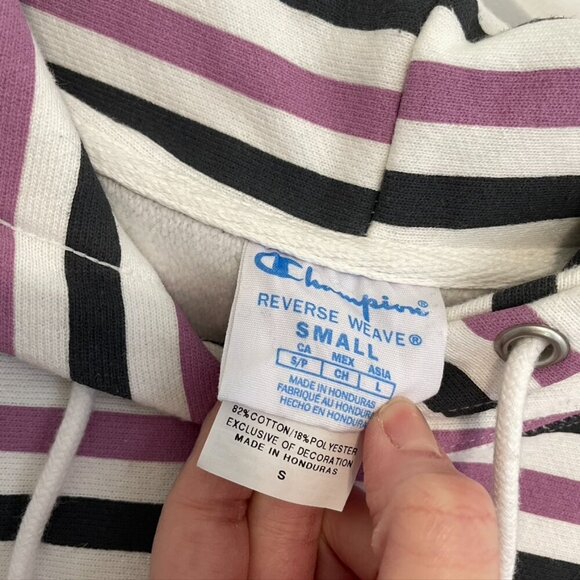 Champion®
REVERSE WEAVE®
SMALL
CA MEX ASIA
S/P CH L
MADE IN HONDURAS
FABRIQUÉ AU HONDURAS
HECHO EN HONDURAS
82% COTTON/18% POLYESTER
EXCLUSIVE OF DECORATION
MADE IN HONDURAS
S